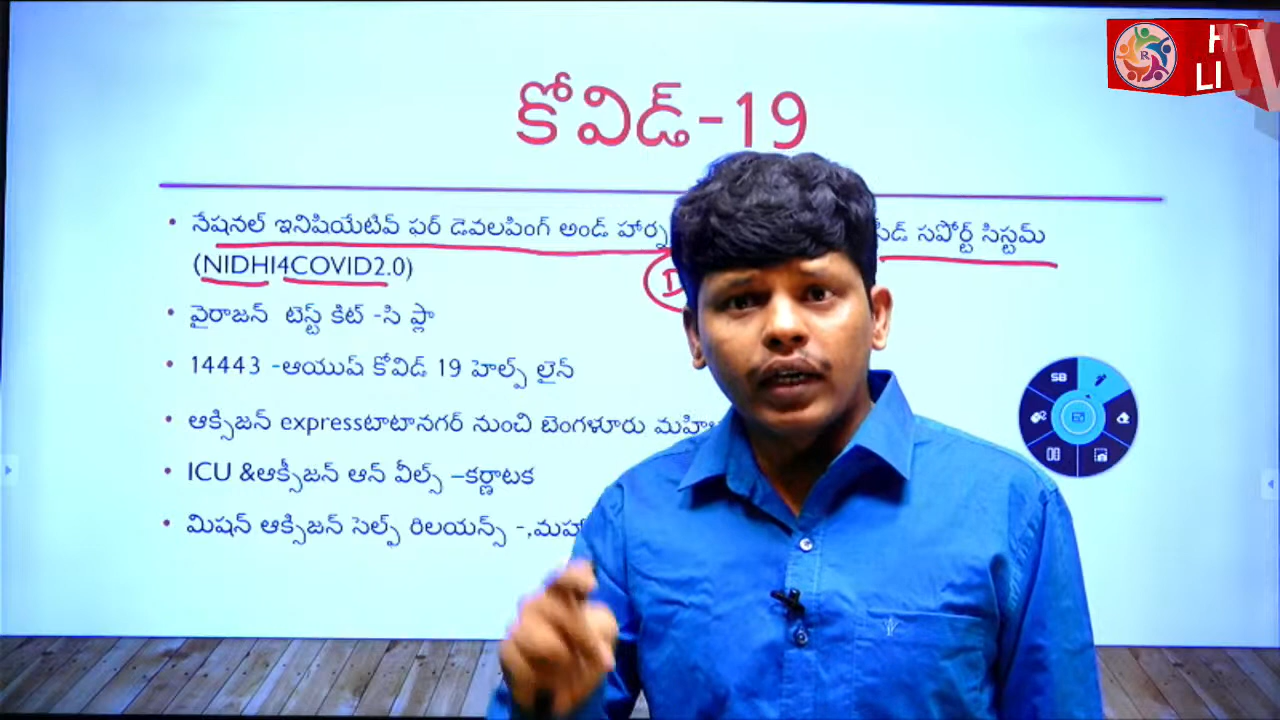 కోవిడ్-19
నేషనల్ ఇనిషియేటివ్ ఫర్ డెవలపింగ్ అండ్ సపోర్ట్ సిస్టమ్
(NIDHI4COVID2.0)
వైరాజన్ టెస్ట్ కిట్ -సి ప్లా
14443 -ఆయుష్ కోవిడ్ 19 హెల్ప్ లైన్
ఆక్సిజన్ expressటాటానగర్ నుంచి బెంగళూరు
ICU &ఆక్సీజన్ ఆన్ వీల్స్ –కర్ణాటక
మిషన్ ఆక్సిజన్ సెల్ఫ్ రిలయన్స్ -,
SB
R